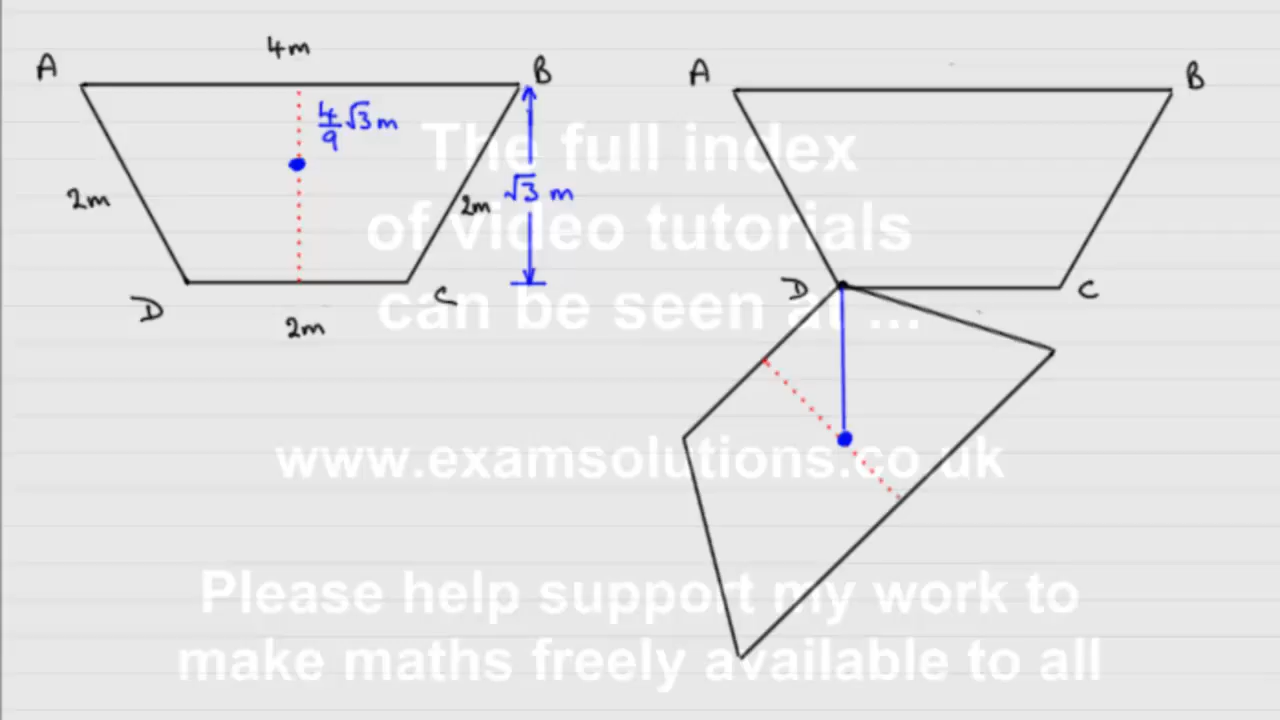 4m
A
B
A
B
4/9 √3 m
The full index
2m
2m
√3 m
of video tutorials
D
C
D
C
can be seen at ...
2m
www.examsolutions.co.uk
Please help support my work to
make maths freely available to all